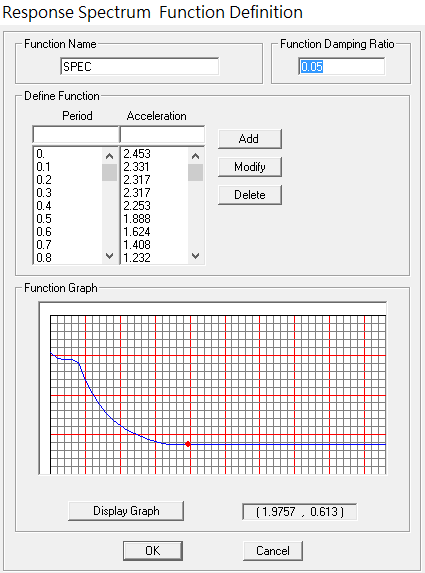 Response Spectrum Function Definition
Function Name
SPEC
Function Damping Ratio
0.05
Define Function
Period Acceleration
Add
Modify
Delete
0. 2.453
0.1 2.331
0.2 2.317
0.3 2.317
0.4 2.253
0.5 1.888
0.6 1.624
0.7 1.408
0.8 1.232
Function Graph
Display Graph
( 1.9757 , 0.613 )
OK
Cancel